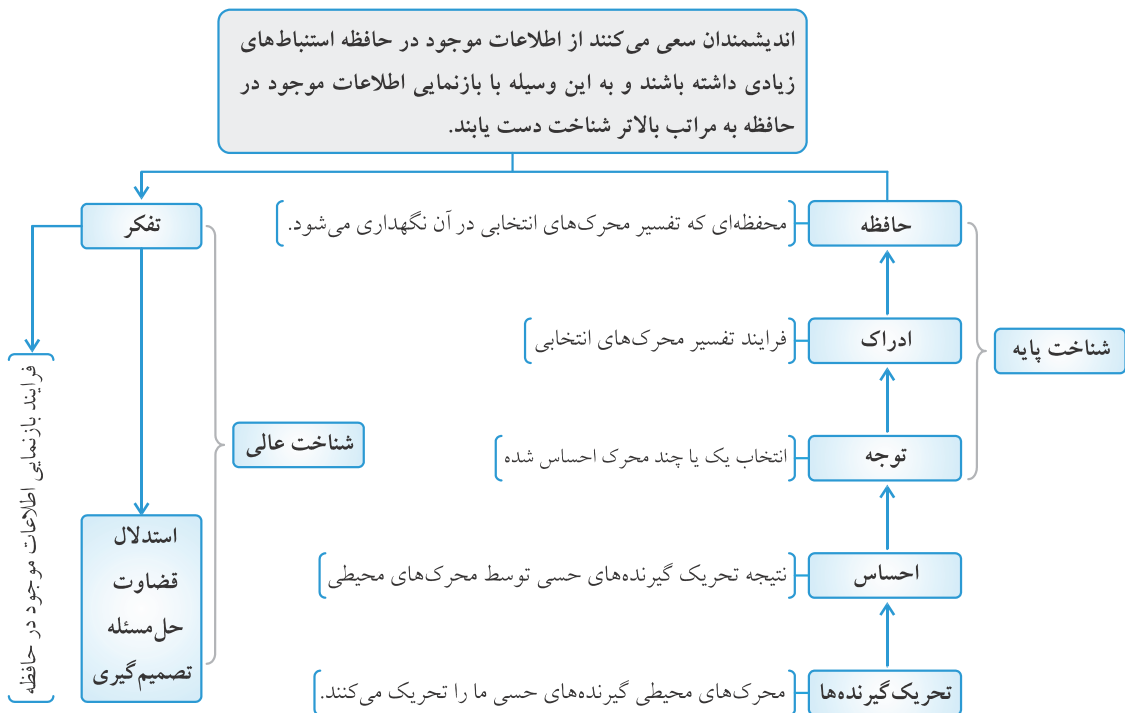 اندیشمندان سعی می‌کنند از اطلاعات موجود در حافظه استنباط‌های
زیادی داشته باشند و به این وسیله با بازنمایی اطلاعات موجود در
حافظه به مراتب بالاتر شناخت دست یابند.
حافظه
محفظه‌ای که تفسیر محرک‌های انتخابی در آن نگهداری می‌شود.
ادراک
فرایند تفسیر محرک‌های انتخابی
شناخت پایه
توجه
انتخاب یک یا چند محرک احساس شده
احساس
نتیجه تحریک گیرنده‌های حسی توسط محرک‌های محیطی
تحریک‌گیرنده‌ها
محرک‌های محیطی گیرنده‌های حسی ما را تحریک می‌کنند.
تفکر
شناخت عالی
استدلال
قضاوت
حل‌مسئله
تصمیم‌گیری
فرایند بازنمایی اطلاعات موجود در حافظه